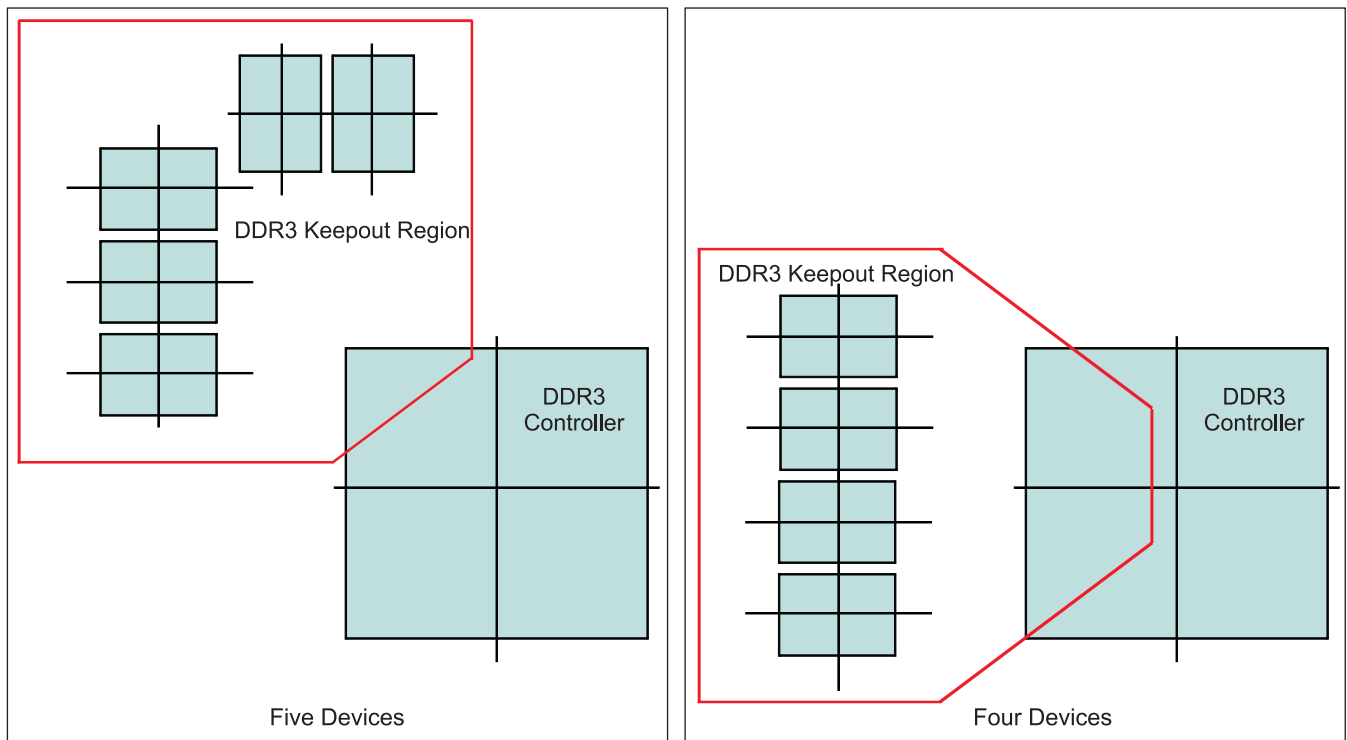 DDR3 Keepout Region
DDR3
Controller
Five Devices
DDR3 Keepout Region
DDR3
Controller
Four Devices